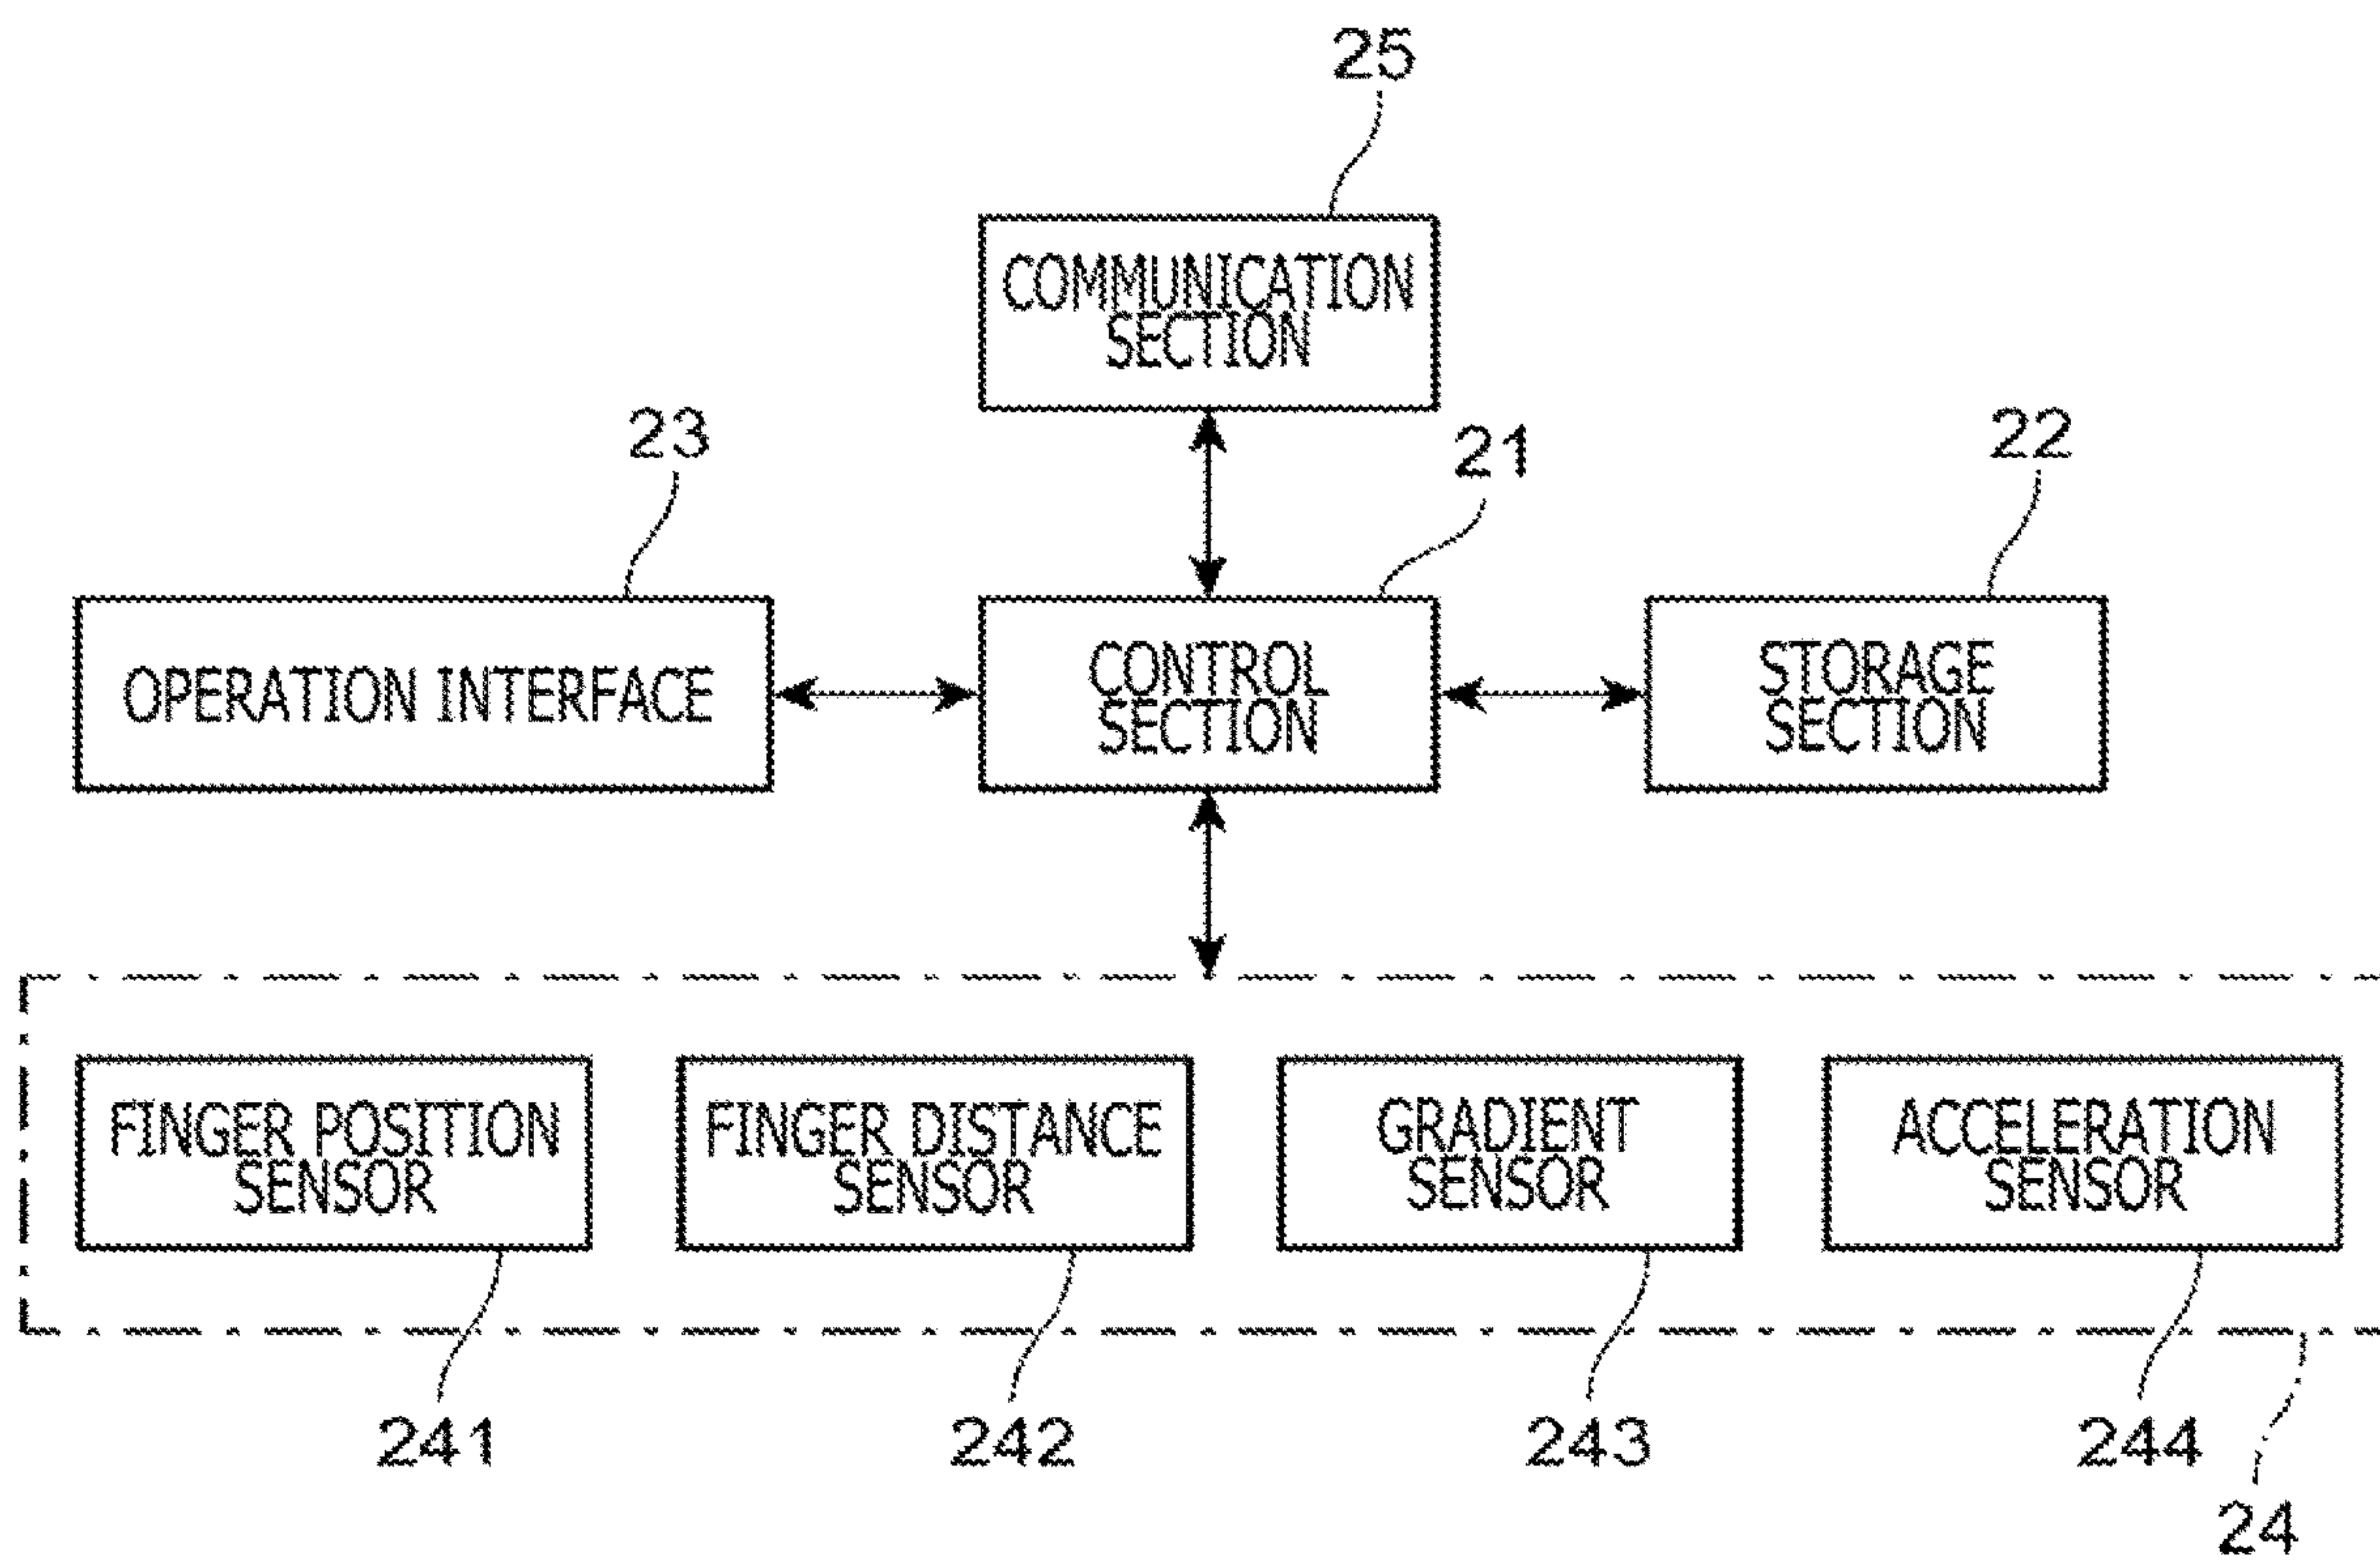 25
COMMUNICATION
SECTION
23
21
22
OPERATION INTERFACE
CONTROL
SECTION
STORAGE
SECTION
FINGER POSITION
SENSOR
FINGER DISTANCE
SENSOR
GRADIENT
SENSOR
ACCELERATION
SENSOR
241
242
243
244
24